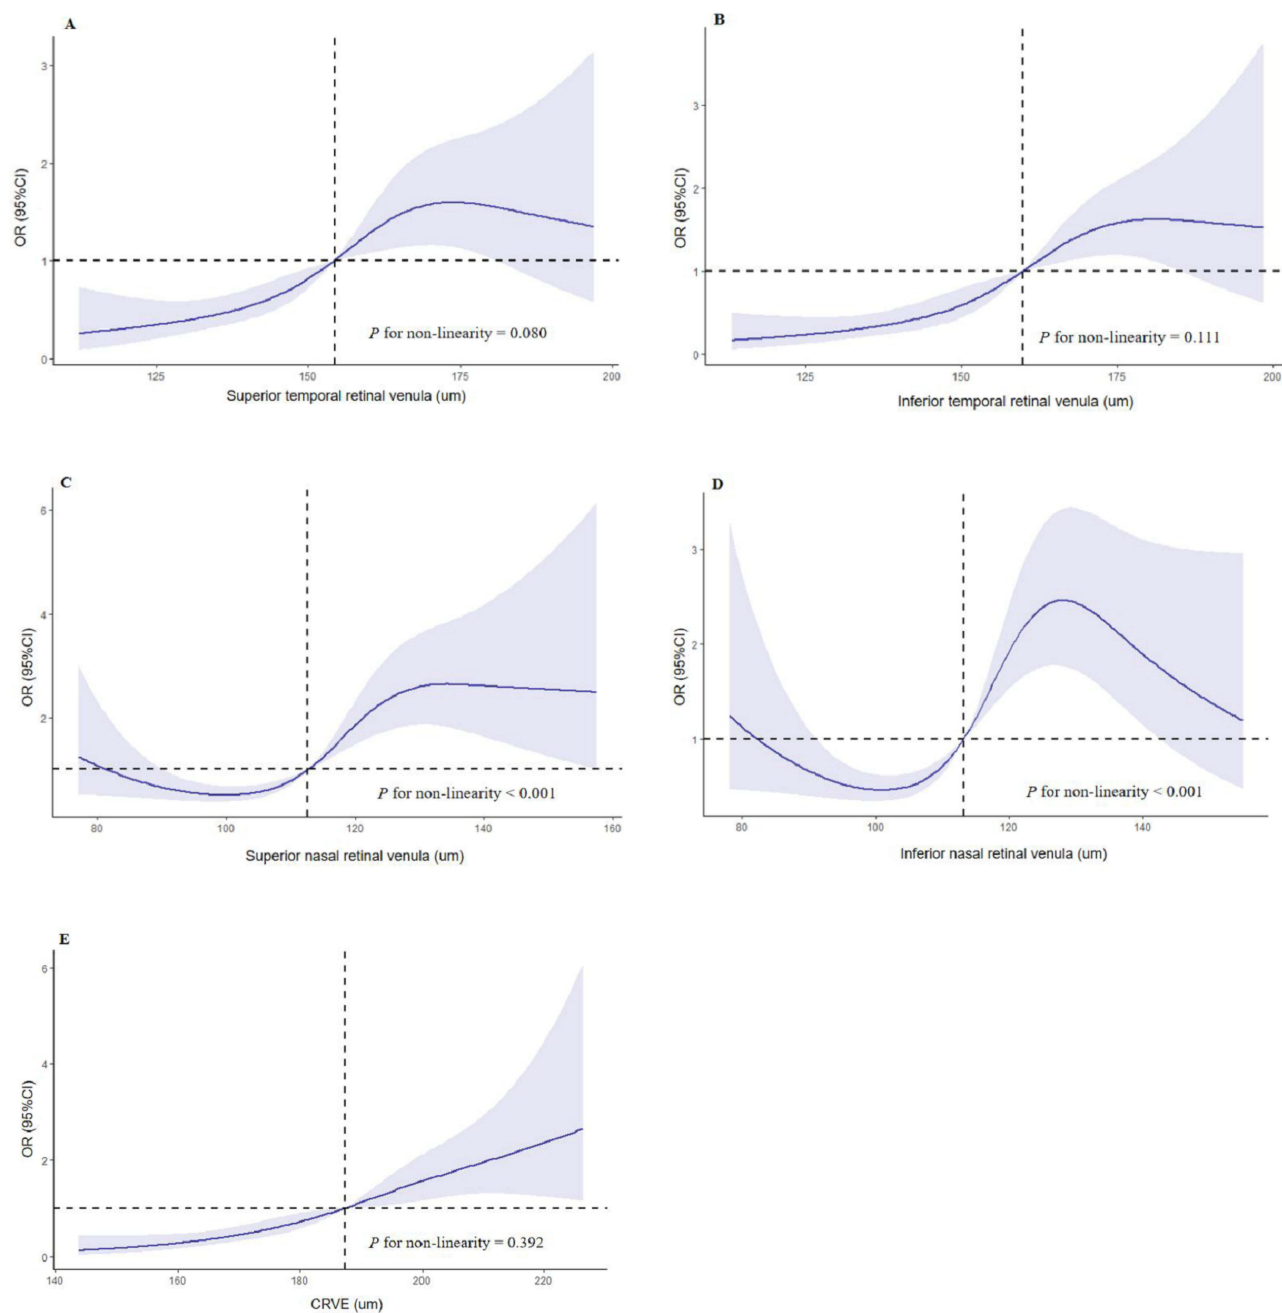 A
3
2
1
0
OR (95%CI)
P for non-linearity = 0.080
125
150
175
200
Superior temporal retinal venula (um)
B
3
2
1
0
OR (95%CI)
P for non-linearity = 0.111
125
150
175
200
Inferior temporal retinal venula (um)
C
6
4
2
OR (95%CI)
P for non-linearity < 0.001
80
100
120
140
160
Superior nasal retinal venula (um)
D
3
2
1
OR (95%CI)
P for non-linearity < 0.001
80
100
120
140
Inferior nasal retinal venula (um)
E
6
4
2
0
OR (95%CI)
P for non-linearity = 0.392
140
160
180
200
220
CRVE (um)